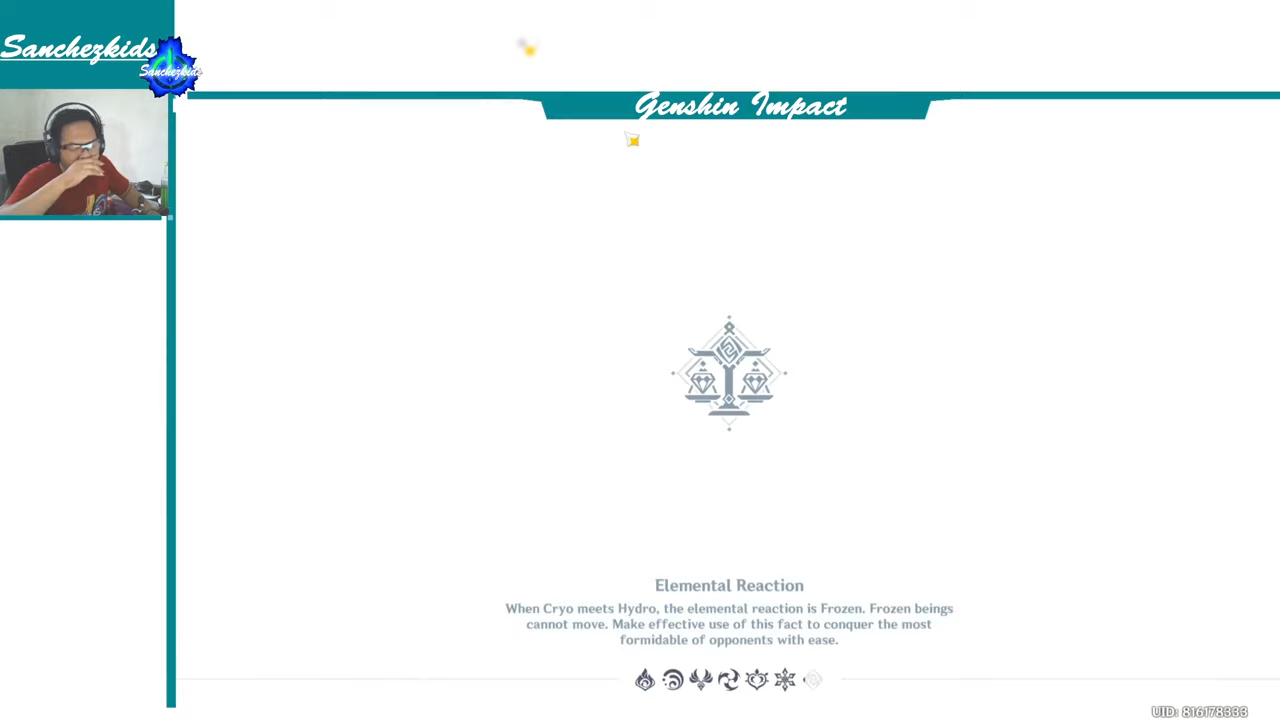 Sanchezkids
Sanchezkids
Genshin Impact
Elemental Reaction
When Cryo meets Hydro, the elemental reaction is Frozen. Frozen beings
cannot move. Make effective use of this fact to conquer the most
formidable of opponents with ease.
UID: 816178333